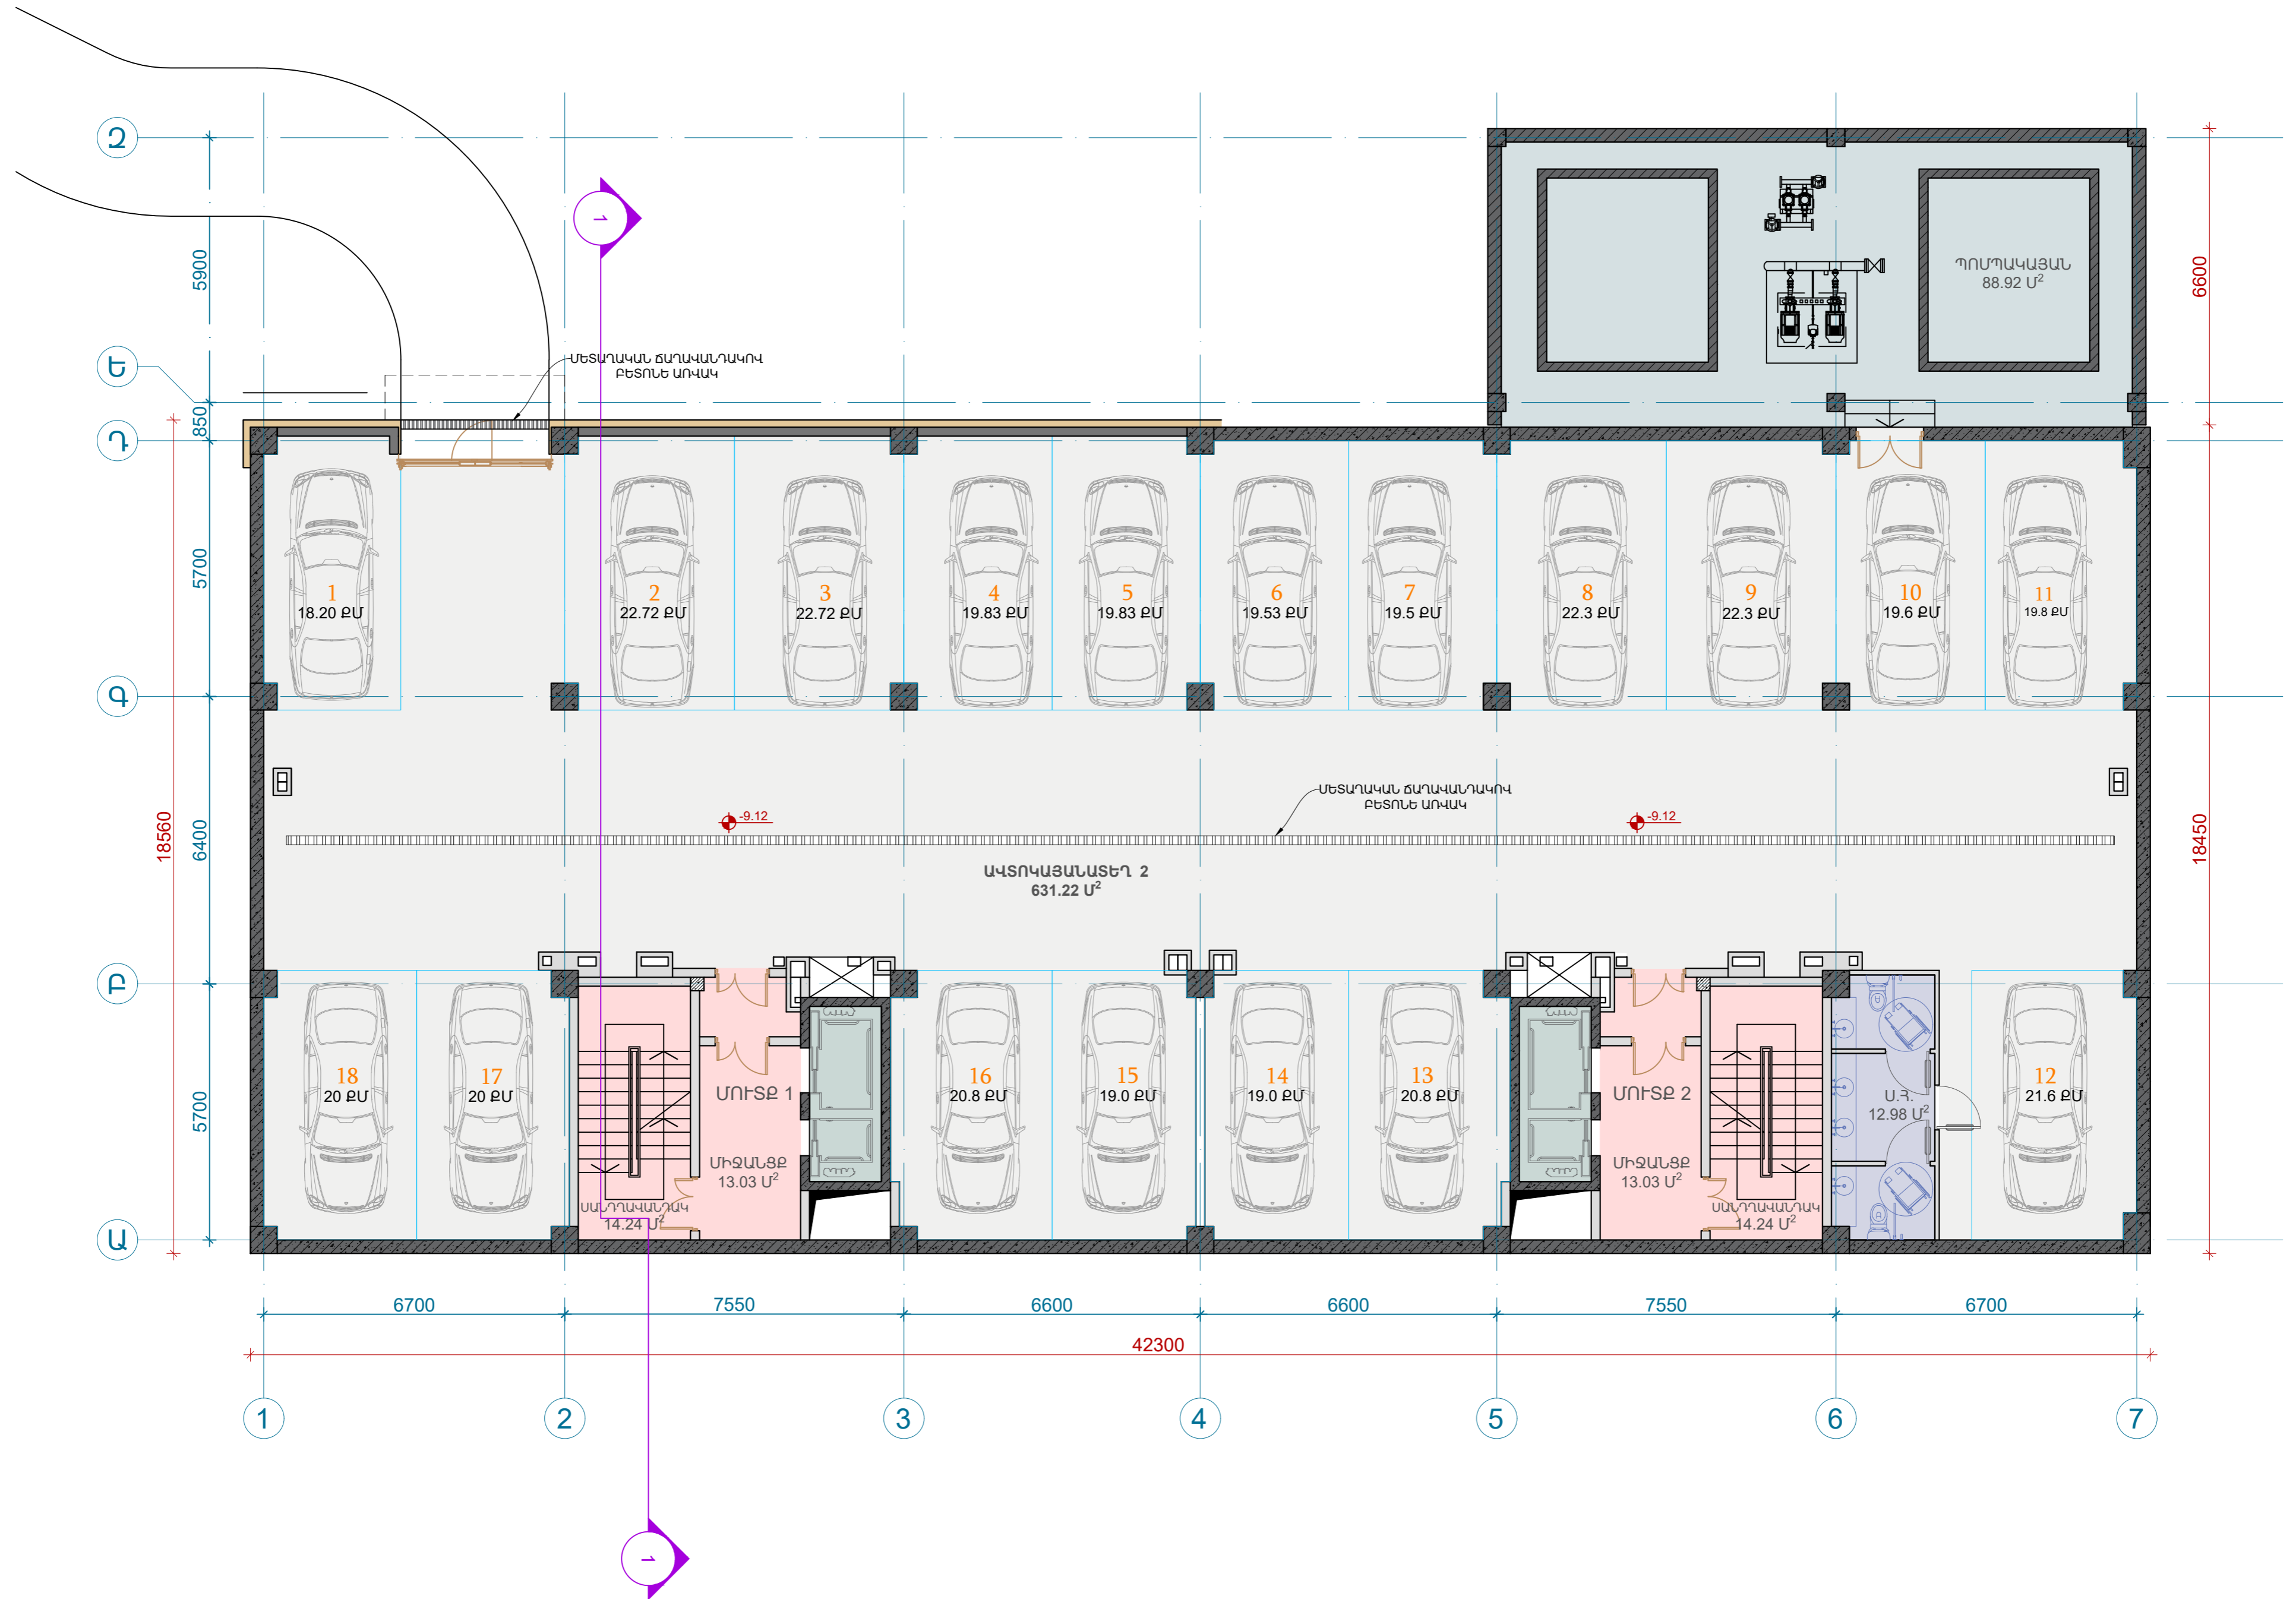 Զ
5900
6600
ՊՈՄՊԱԿԱՅԱՆ
88.92 Մ²
1
ՄԵՏԱՂԱԿԱՆ ՃԱՂԱՎԱՆԴԱԿՈՎ
ԲԵՏՈՆԵ ԱՌՎԱԿ
Ե
850
Դ
5700
1
18.20 ՔՄ
2
22.72 ՔՄ
3
22.72 ՔՄ
4
19.83 ՔՄ
5
19.83 ՔՄ
6
19.53 ՔՄ
7
19.5 ՔՄ
8
22.3 ՔՄ
9
22.3 ՔՄ
10
19.6 ՔՄ
11
19.8 ՔՄ
Գ
ՄԵՏԱՂԱԿԱՆ ՃԱՂԱՎԱՆԴԱԿՈՎ
ԲԵՏՈՆԵ ԱՌՎԱԿ
-9.12
-9.12
18560
6400
18450
ԱՎՏՈԿԱՅԱՆԱՏԵՂ 2
631.22 Մ²
Բ
5700
18
20 ՔՄ
17
20 ՔՄ
ՄՈՒՏՔ 1
16
20.8 ՔՄ
15
19.0 ՔՄ
14
19.0 ՔՄ
13
20.8 ՔՄ
ՄՈՒՏՔ 2
Ս.Հ.
12.98 Մ²
12
21.6 ՔՄ
ՄԻՋԱՆՑՔ
13.03 Մ²
ՄԻՋԱՆՑՔ
13.03 Մ²
ՍԱՆԴՂԱՎԱՆԴԱԿ
14.24 Մ²
ՍԱՆԴՂԱՎԱՆԴԱԿ
14.24 Մ²
Ա
6700
7550
6600
6600
7550
6700
42300
1
2
3
4
5
6
7
1